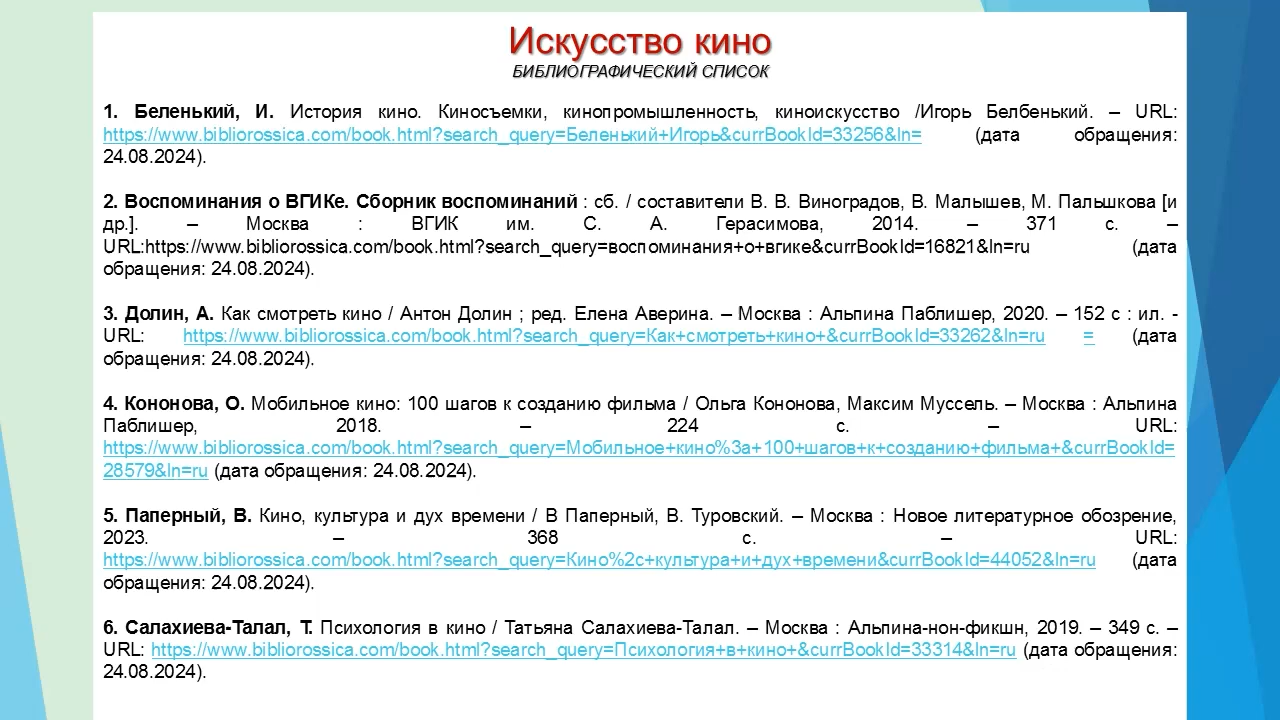 Искусство кино
БИБЛИОГРАФИЧЕСКИЙ СПИСОК
1. Беленький, И. История кино. Киносъемки, кинопромышленность, киноискусство /Игорь Белбенький. – URL:
https://www.bibliorossica.com/book.html?search_query=Беленький+Игорь&currBookId=33256&ln= (дата обращения:
24.08.2024).
2. Воспоминания о ВГИКе. Сборник воспоминаний : сб. / составители В. В. Виноградов, В. Малышев, М. Палышкова [и
др.]. – Москва : ВГИК им. С. А. Герасимова, 2014. – 371 с. –
URL:https://www.bibliorossica.com/book.html?search_query=воспоминания+о+вгике&currBookId=16821&ln=ru (дата
обращения: 24.08.2024).
3. Долин, А. Как смотреть кино / Антон Долин ; ред. Елена Аверина. – Москва : Альпина Паблишер, 2020. – 152 с : ил. -
URL: https://www.bibliorossica.com/book.html?search_query=Как+смотреть+кино+&currBookId=33262&ln=ru = (дата
обращения: 24.08.2024).
4. Кононова, О. Мобильное кино: 100 шагов к созданию фильма / Ольга Кононова, Максим Муссель. – Москва : Альпина
Паблишер, 2018. – 224 с. – URL:
https://www.bibliorossica.com/book.html?search_query=Мобильное+кино%3a+100+шагов+к+созданию+фильма+&currBookId=
28579&ln=ru (дата обращения: 24.08.2024).
5. Паперный, В. Кино, культура и дух времени / В Паперный, В. Туровский. – Москва : Новое литературное обозрение,
2023. – 368 с. – URL:
https://www.bibliorossica.com/book.html?search_query=Кино%2c+культура+и+дух+времени&currBookId=44052&ln=ru (дата
обращения: 24.08.2024).
6. Салахиева-Талал, Т. Психология в кино / Татьяна Салахиева-Талал. – Москва : Альпина-нон-фикшн, 2019. – 349 с. –
URL: https://www.bibliorossica.com/book.html?search_query=Психология+в+кино+&currBookId=33314&ln=ru (дата обращения:
24.08.2024).